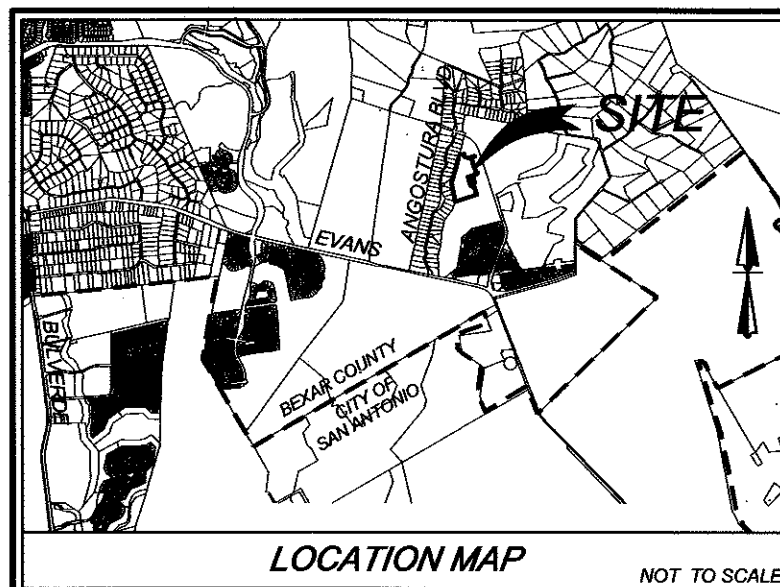 SITE
ANGOSTURA BLVD
EVANS
BULVERDE
BEXAR COUNTY
CITY OF
SAN ANTONIO
LOCATION MAP
NOT TO SCALE